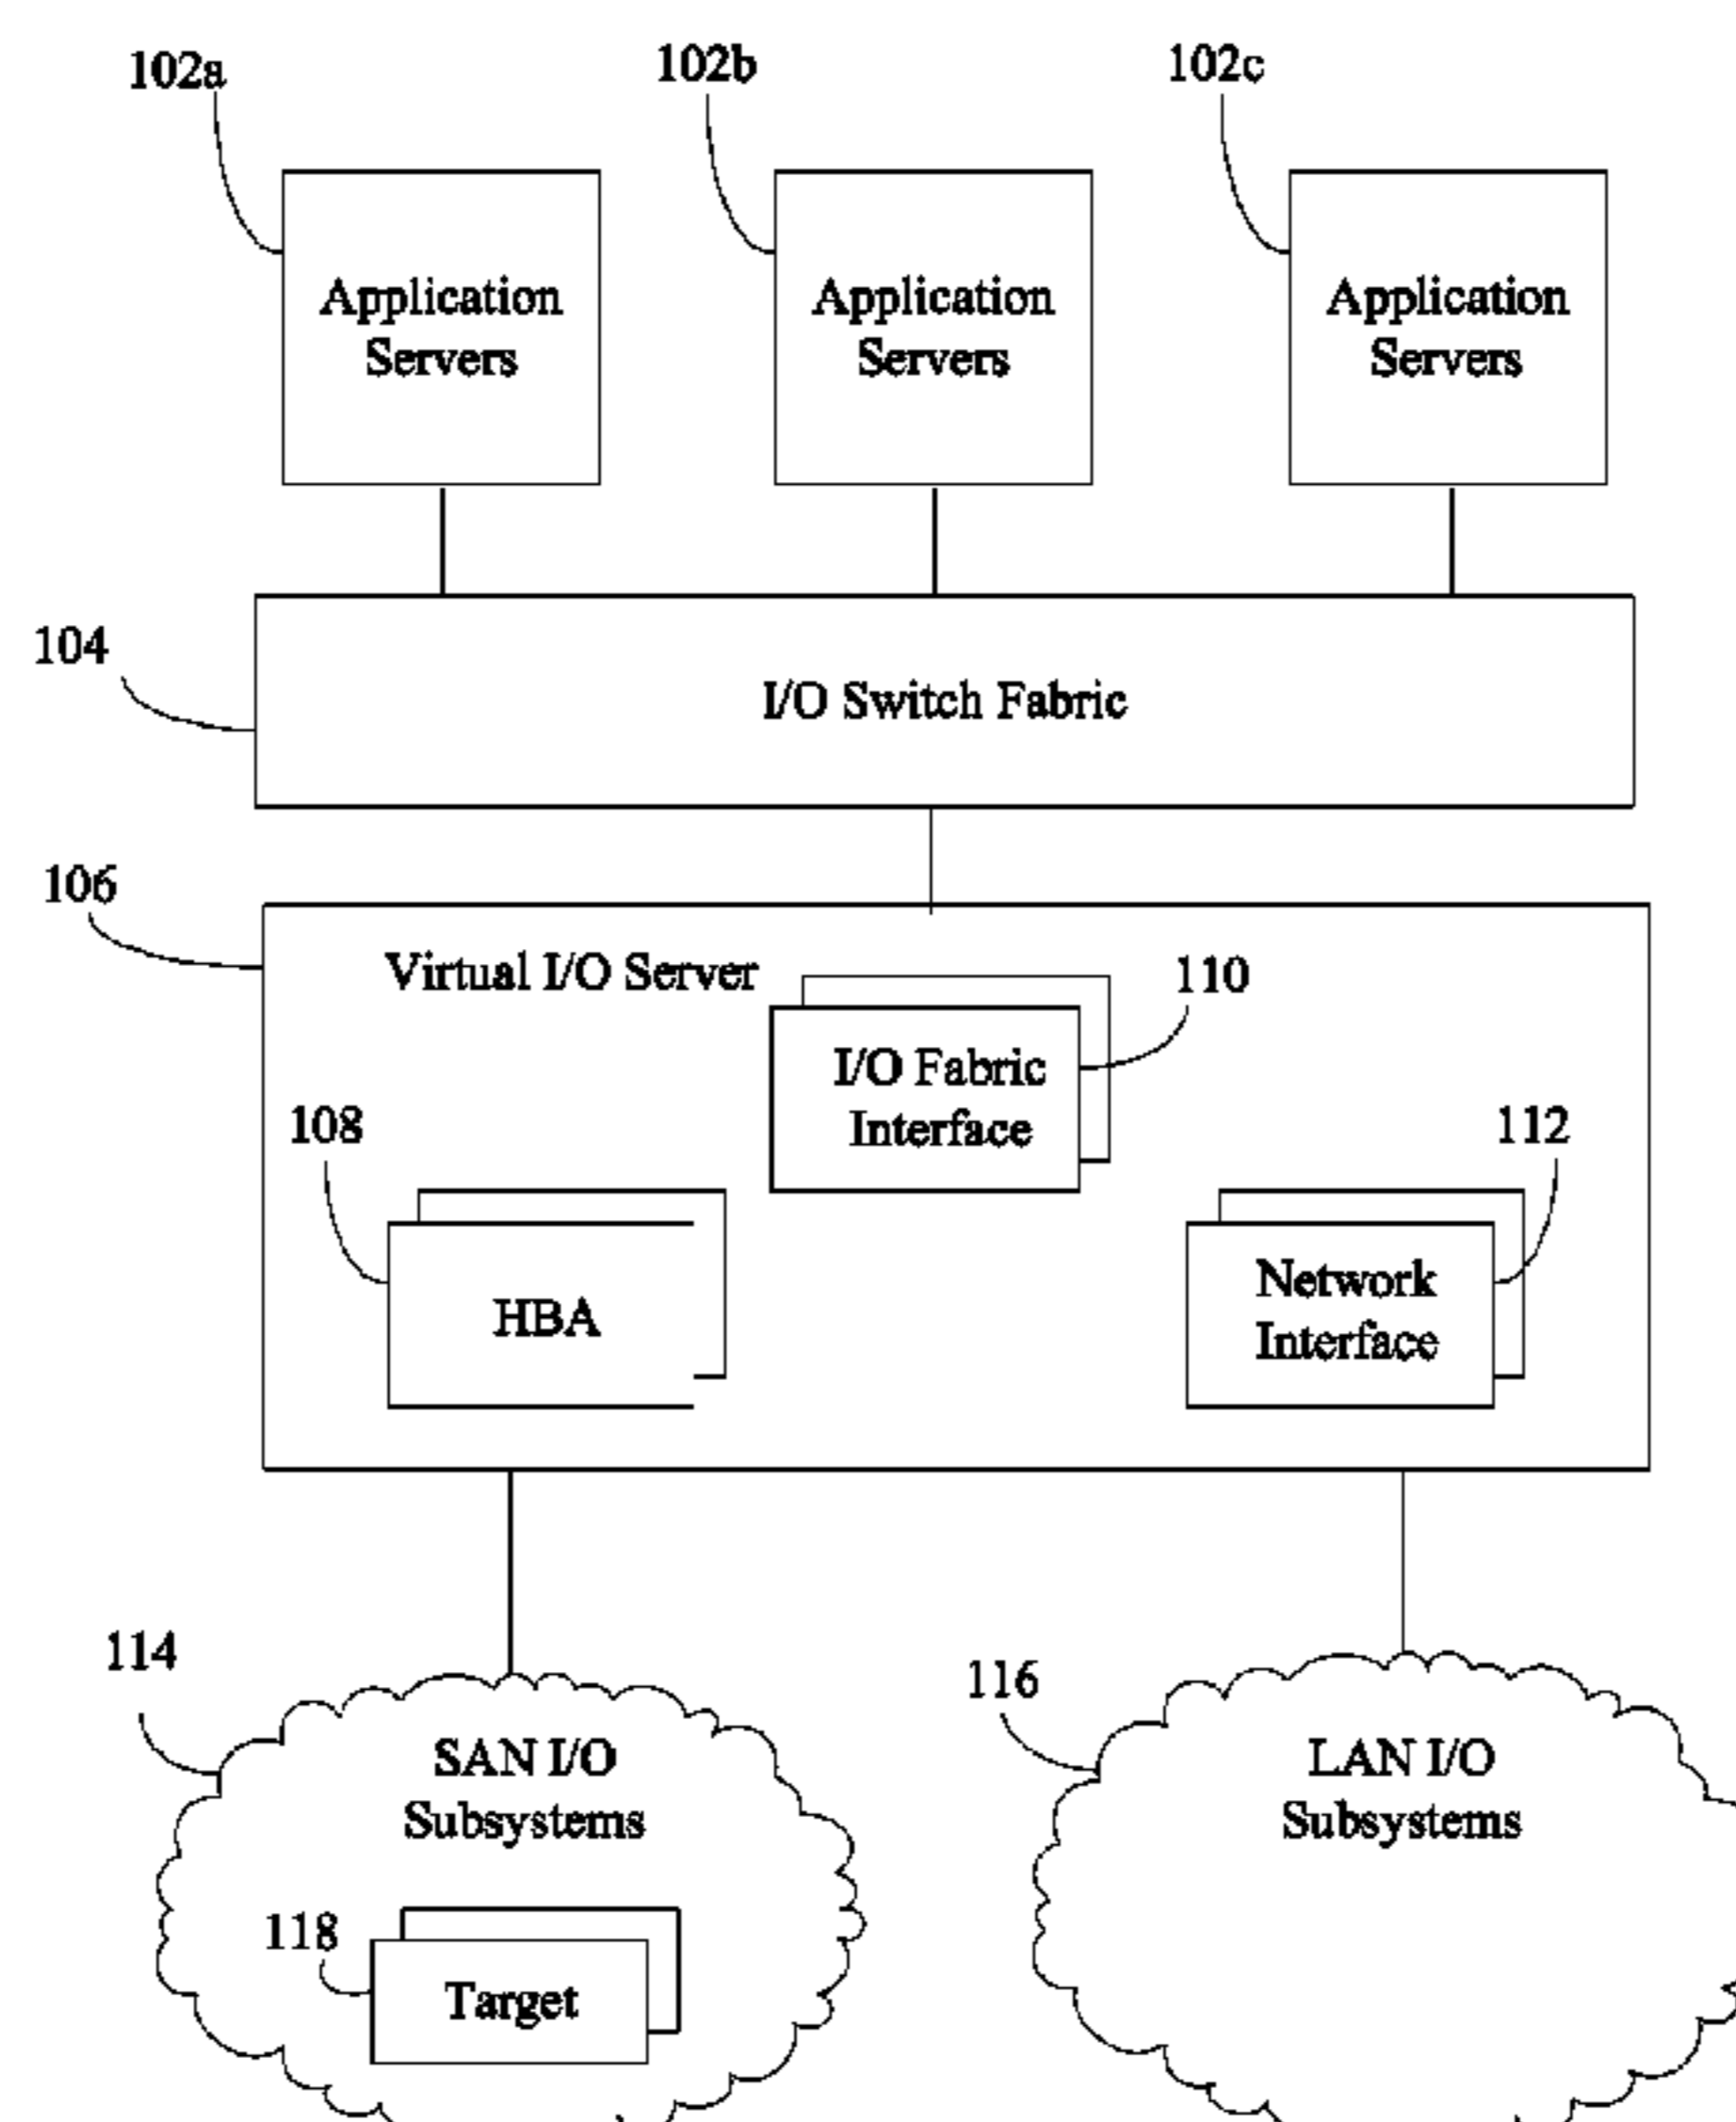 102a
102b
102c
Application
Servers
Application
Servers
Application
Servers
104
I/O Switch Fabric
106
Virtual I/O Server
110
I/O Fabric
Interface
108
112
HBA
Network
Interface
114
116
SAN I/O
Subsystems
LAN I/O
Subsystems
118
Target